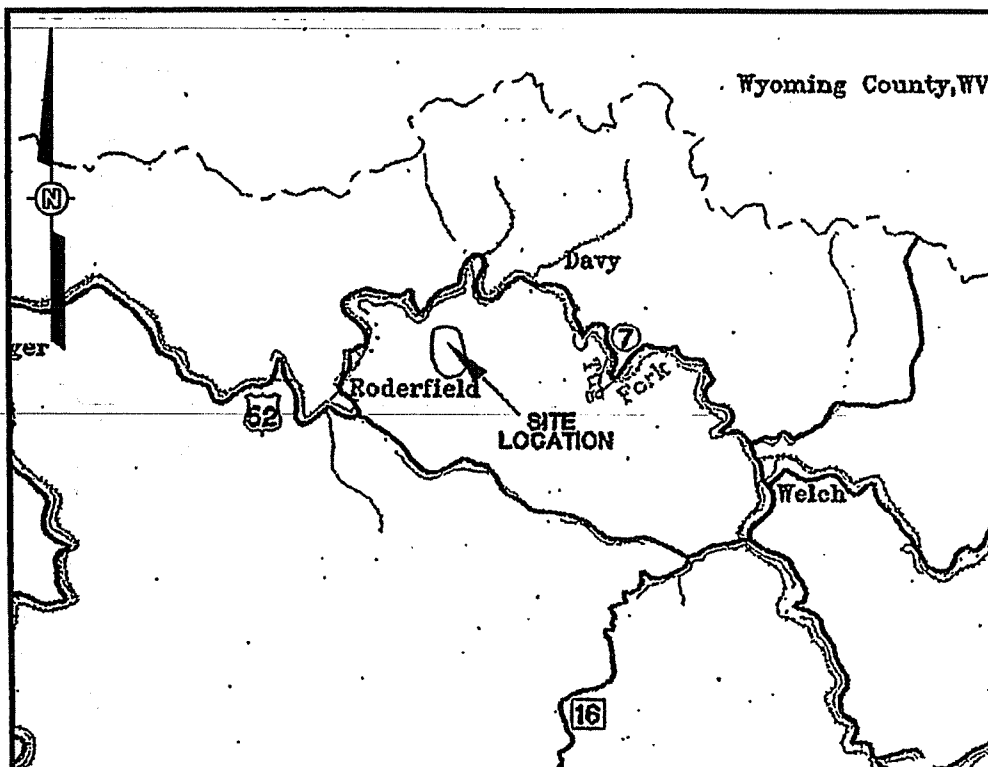 Wyoming County,WV
N
Davy
7
ger
Roderfield
Fork
52
SITE
LOCATION
Welch
16